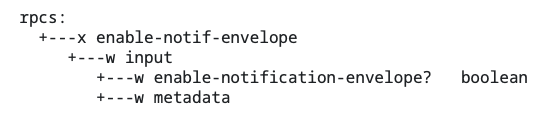 rpcs:
  +---x enable-notif-envelope
     +---w input
        +---w enable-notification-envelope?   boolean
        +---w metadata